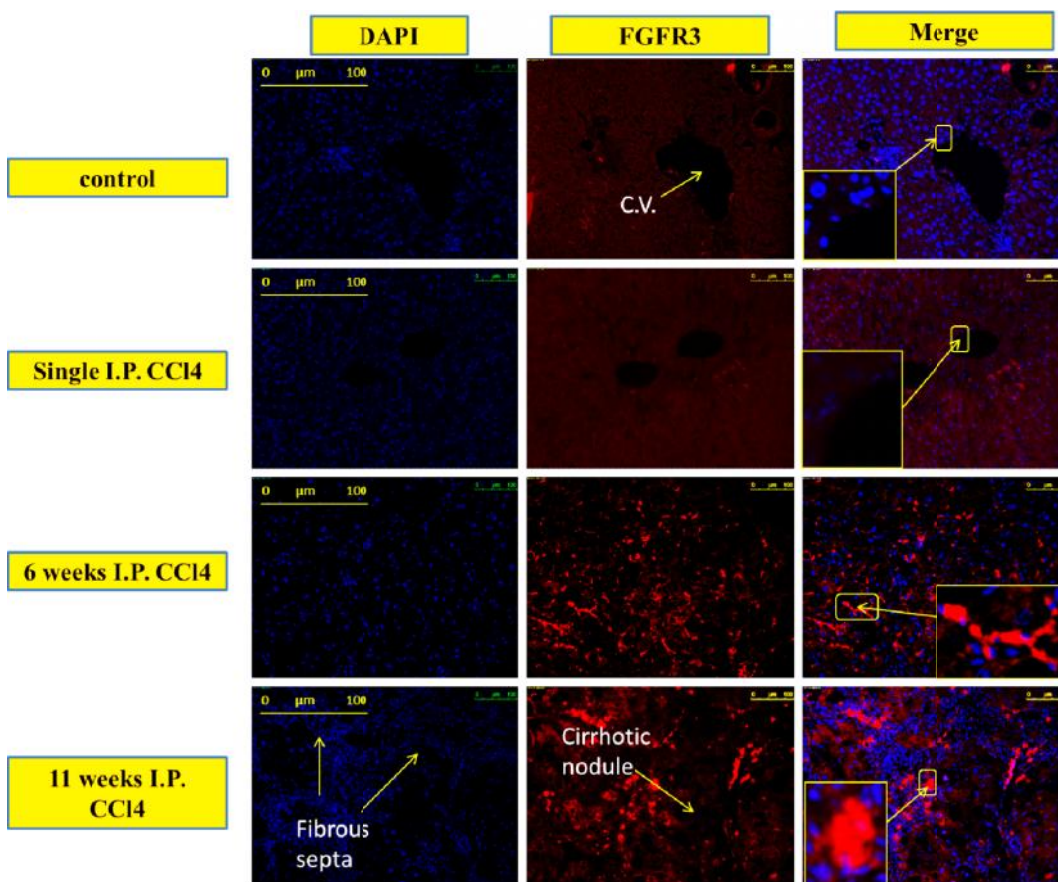 DAPI
FGFR3
Merge
control
0 µm 100
C.V.
Single I.P. CCl4
0 µm 100
6 weeks I.P. CCl4
0 µm 100
11 weeks I.P.
CCl4
0 µm 100
Fibrous
septa
Cirrhotic
nodule